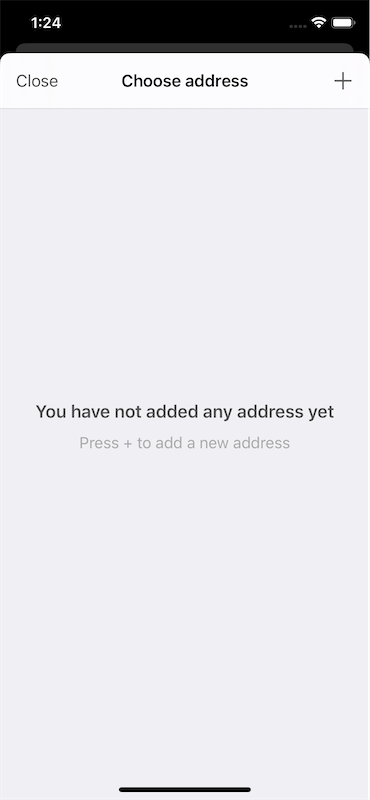 1:24
Close Choose address +
You have not added any address yet
Press + to add a new address